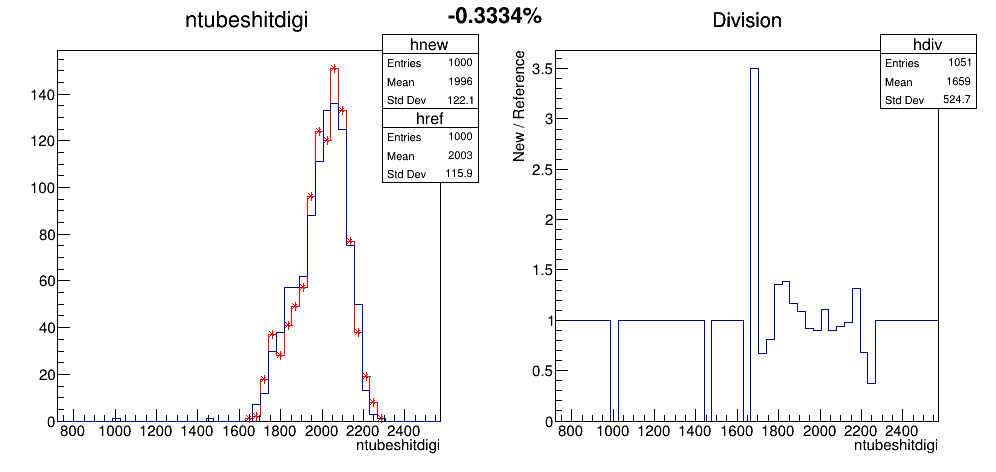 ntubeshitdigi
-0.3334%
Division
hnew
Entries 1000
Mean 1996
Std Dev 122.1
href
Entries 1000
Mean 2003
Std Dev 115.9
140
120
100
80
60
40
20
0
800 1000 1200 1400 1600 1800 2000 2200 2400
ntubeshitdigi
hdiv
Entries 1051
Mean 1659
Std Dev 524.7
New / Reference
3.5
3
2.5
2
1.5
1
0.5
0
800 1000 1200 1400 1600 1800 2000 2200 2400
ntubeshitdigi